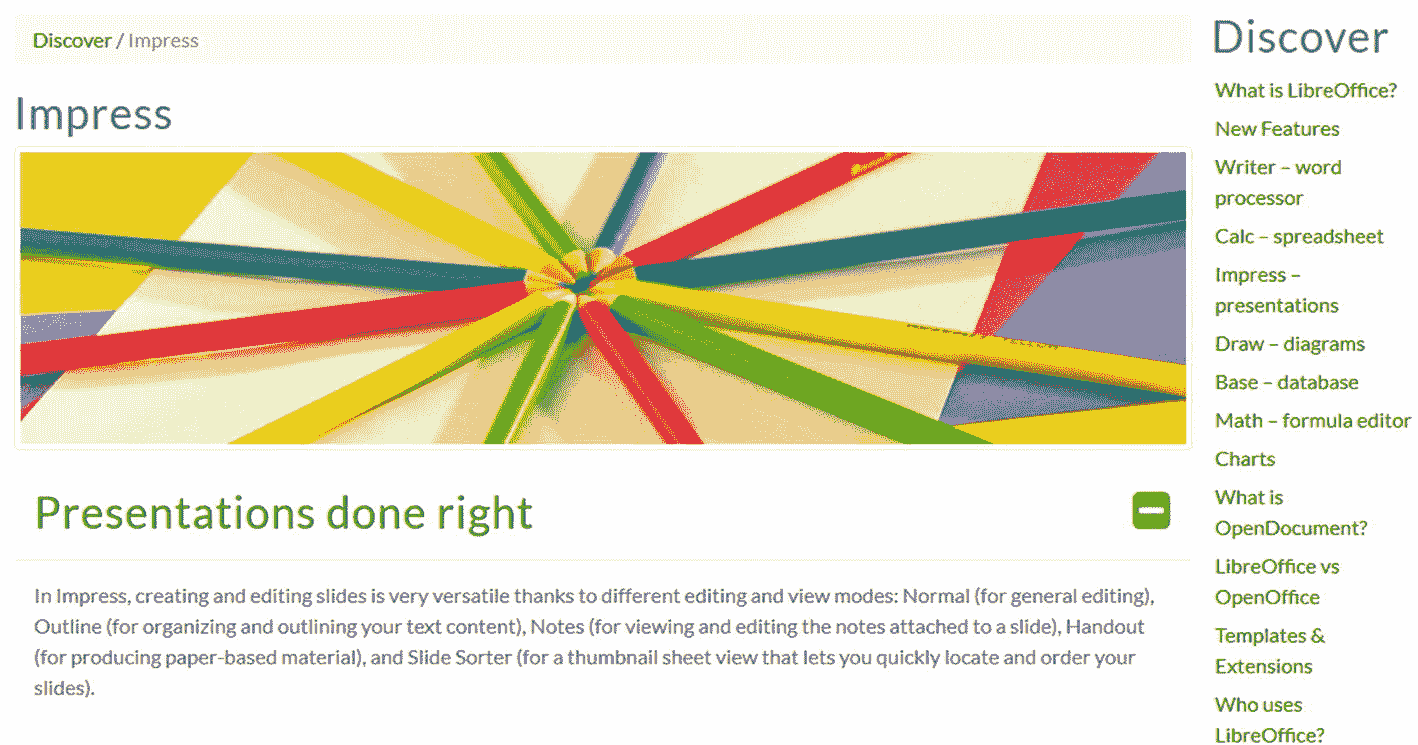 Discover / Impress
Impress
Presentations done right
In Impress, creating and editing slides is very versatile thanks to different editing and view modes: Normal (for general editing),
Outline (for organizing and outlining your text content), Notes (for viewing and editing the notes attached to a slide), Handout
(for producing paper-based material), and Slide Sorter (for a thumbnail sheet view that lets you quickly locate and order your
slides).
Discover
What is LibreOffice?
New Features
Writer – word
processor
Calc – spreadsheet
Impress –
presentations
Draw – diagrams
Base – database
Math – formula editor
Charts
What is
OpenDocument?
LibreOffice vs
OpenOffice
Templates &
Extensions
Who uses
LibreOffice?